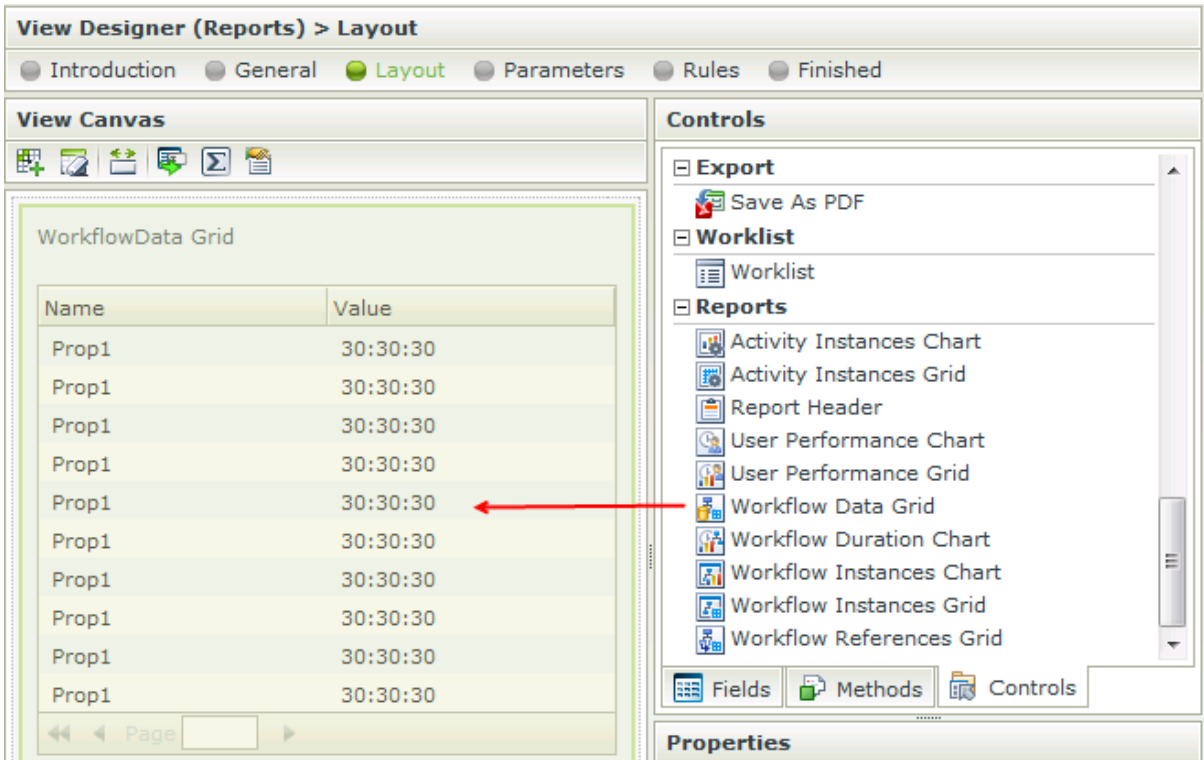 View Designer (Reports) > Layout
Introduction General Layout Parameters Rules Finished
View Canvas
WorkflowData Grid
Name Value
Prop1 30:30:30
Prop1 30:30:30
Prop1 30:30:30
Prop1 30:30:30
Prop1 30:30:30
Prop1 30:30:30
Prop1 30:30:30
Prop1 30:30:30
Prop1 30:30:30
Prop1 30:30:30
Page
Controls
Export
Save As PDF
Worklist
Worklist
Reports
Activity Instances Chart
Activity Instances Grid
Report Header
User Performance Chart
User Performance Grid
Workflow Data Grid
Workflow Duration Chart
Workflow Instances Chart
Workflow Instances Grid
Workflow References Grid
Fields Methods Controls
Properties